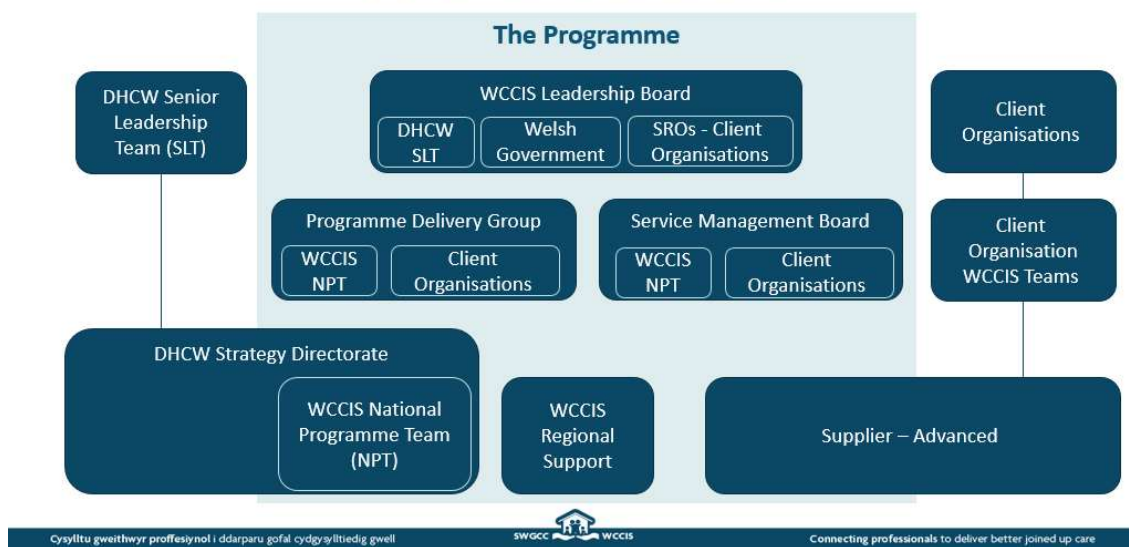 The Programme
DHCW Senior
Leadership
Team (SLT)
WCCIS Leadership Board
DHCW
SLT
Welsh
Government
SROs - Client
Organisations
Client
Organisations
Programme Delivery Group
WCCIS
NPT
Client
Organisations
Service Management Board
WCCIS
NPT
Client
Organisations
Client
Organisation
WCCIS Teams
DHCW Strategy Directorate
WCCIS National
Programme Team
(NPT)
WCCIS
Regional
Support
Supplier – Advanced
Cysylltu gweithwyr proffesiynol i ddarparu gofal cydgysylltiedig gwell
SWGCC WCCIS
Connecting professionals to deliver better joined up care